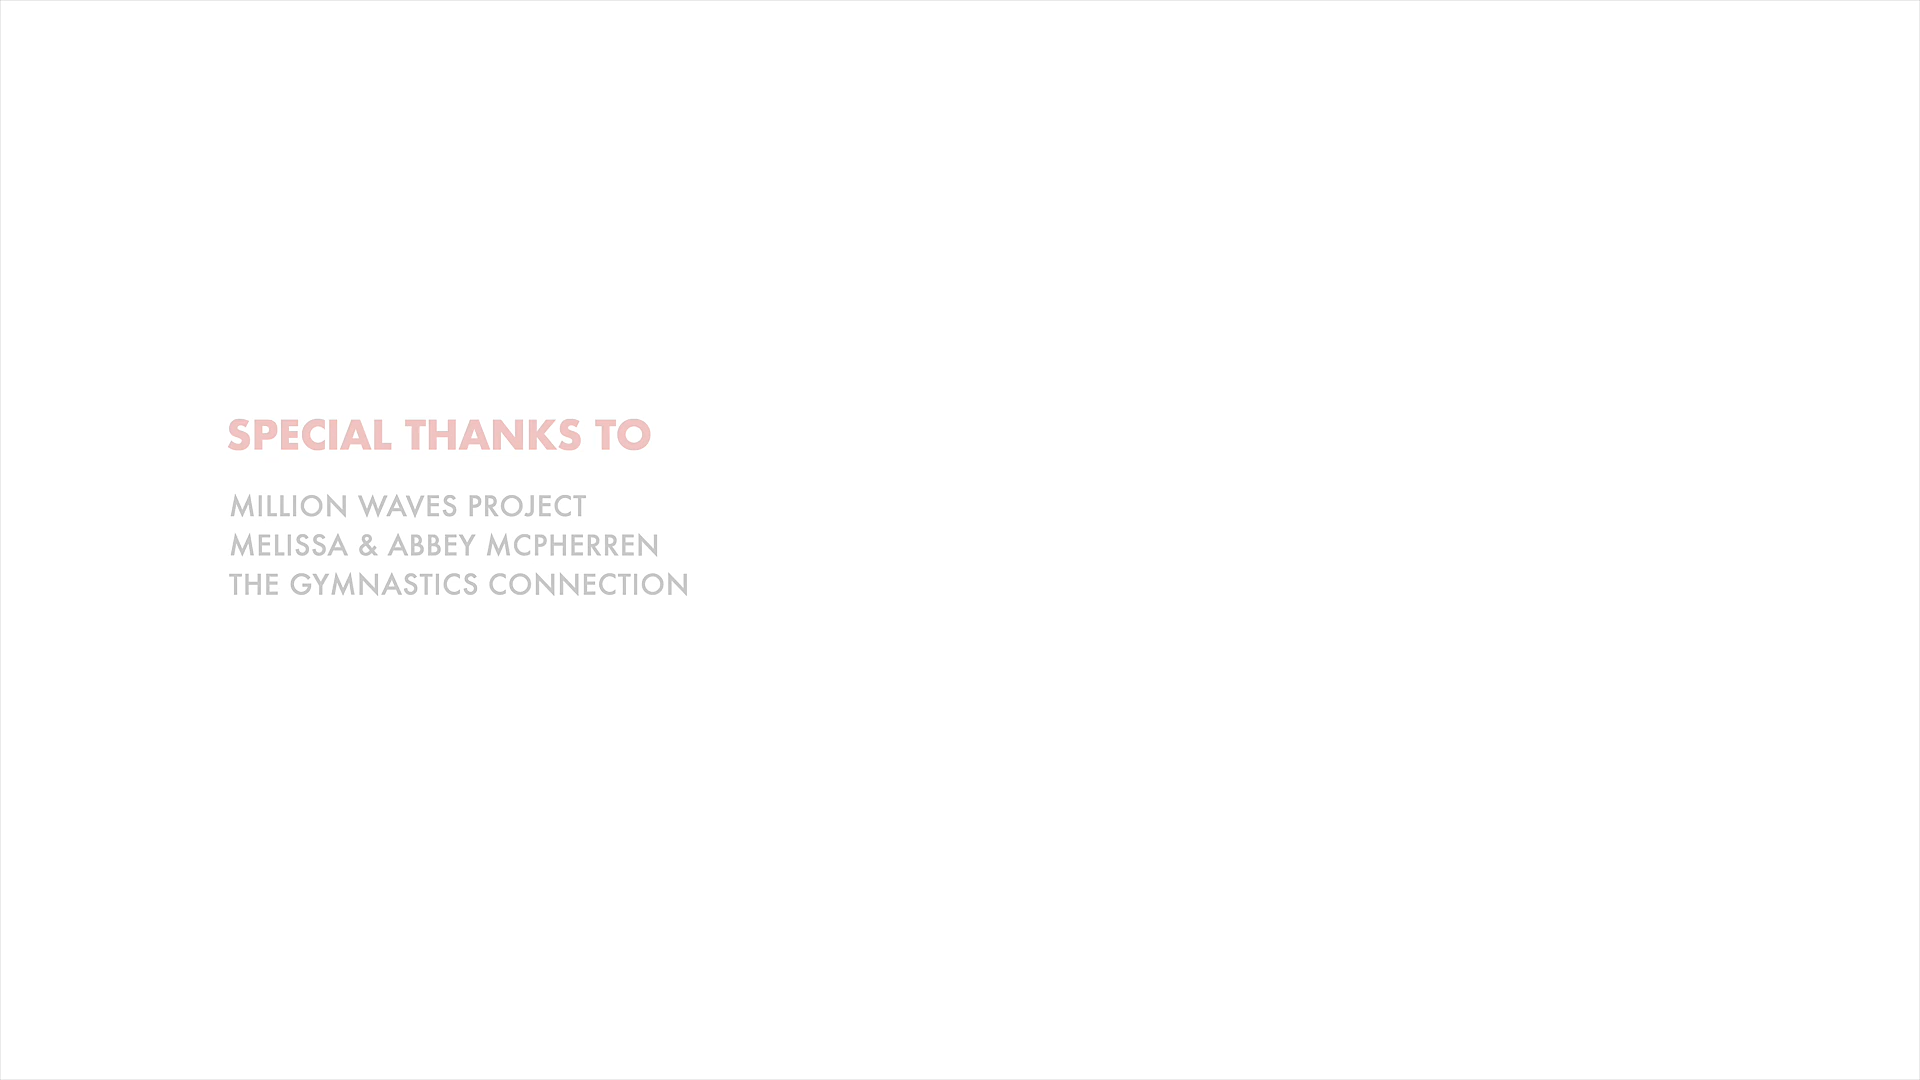 SPECIAL THANKS TO
MILLION WAVES PROJECT
MELISSA & ABBEY MCPHERREN
THE GYMNASTICS CONNECTION